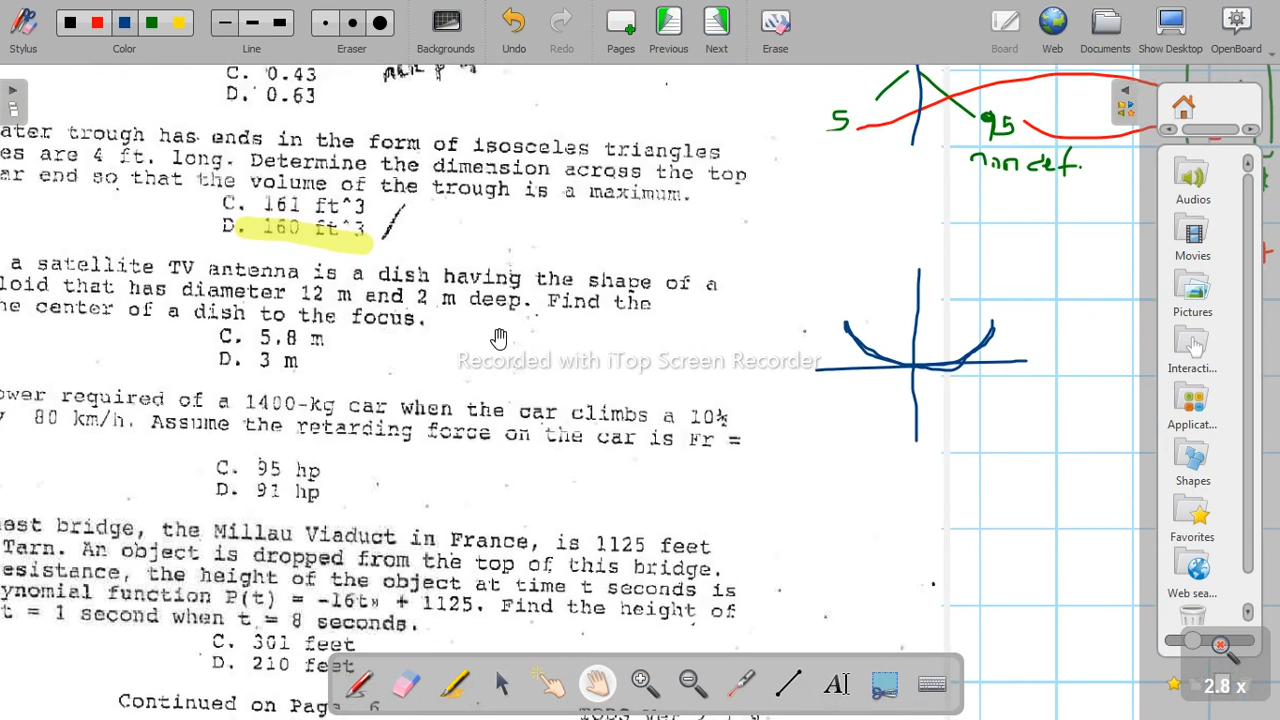 Stylus
Color
Line
Eraser
Backgrounds
Undo
Redo
Pages
Previous
Next
Erase
Board
Web
Documents
Show Desktop
OpenBoard
C. 0.43
D. 0.63
ater trough has ends in the form of isosceles triangles
es are 4 ft. long. Determine the dimension across the top
ar end so that the volume of the trough is a maximum.
C. 161 ft^3
D. 160 ft^3
a satellite TV antenna is a dish having the shape of a
loid that has diameter 12 m and 2 m deep. Find the
he center of a dish to the focus.
C. 5.8 m
D. 3 m
Recorded with iTop Screen Recorder
ower required of a 1400-kg car when the car climbs a 10%
y 80 km/h. Assume the retarding force on the car is Fr =
C. 95 hp
D. 91 hp
est bridge, the Millau Viaduct in France, is 1125 feet
Tarn. An object is dropped from the top of this bridge.
esistance, the height of the object at time t seconds is
ynomial function P(t) = -16t» + 1125. Find the height of
t = 1 second when t = 8 seconds.
C. 301 feet
D. 210 feet
Continued on Page 6
5
95
non def.
Audios
Movies
Pictures
Interacti...
Applicat...
Shapes
Favorites
Web sea...
2.8 x